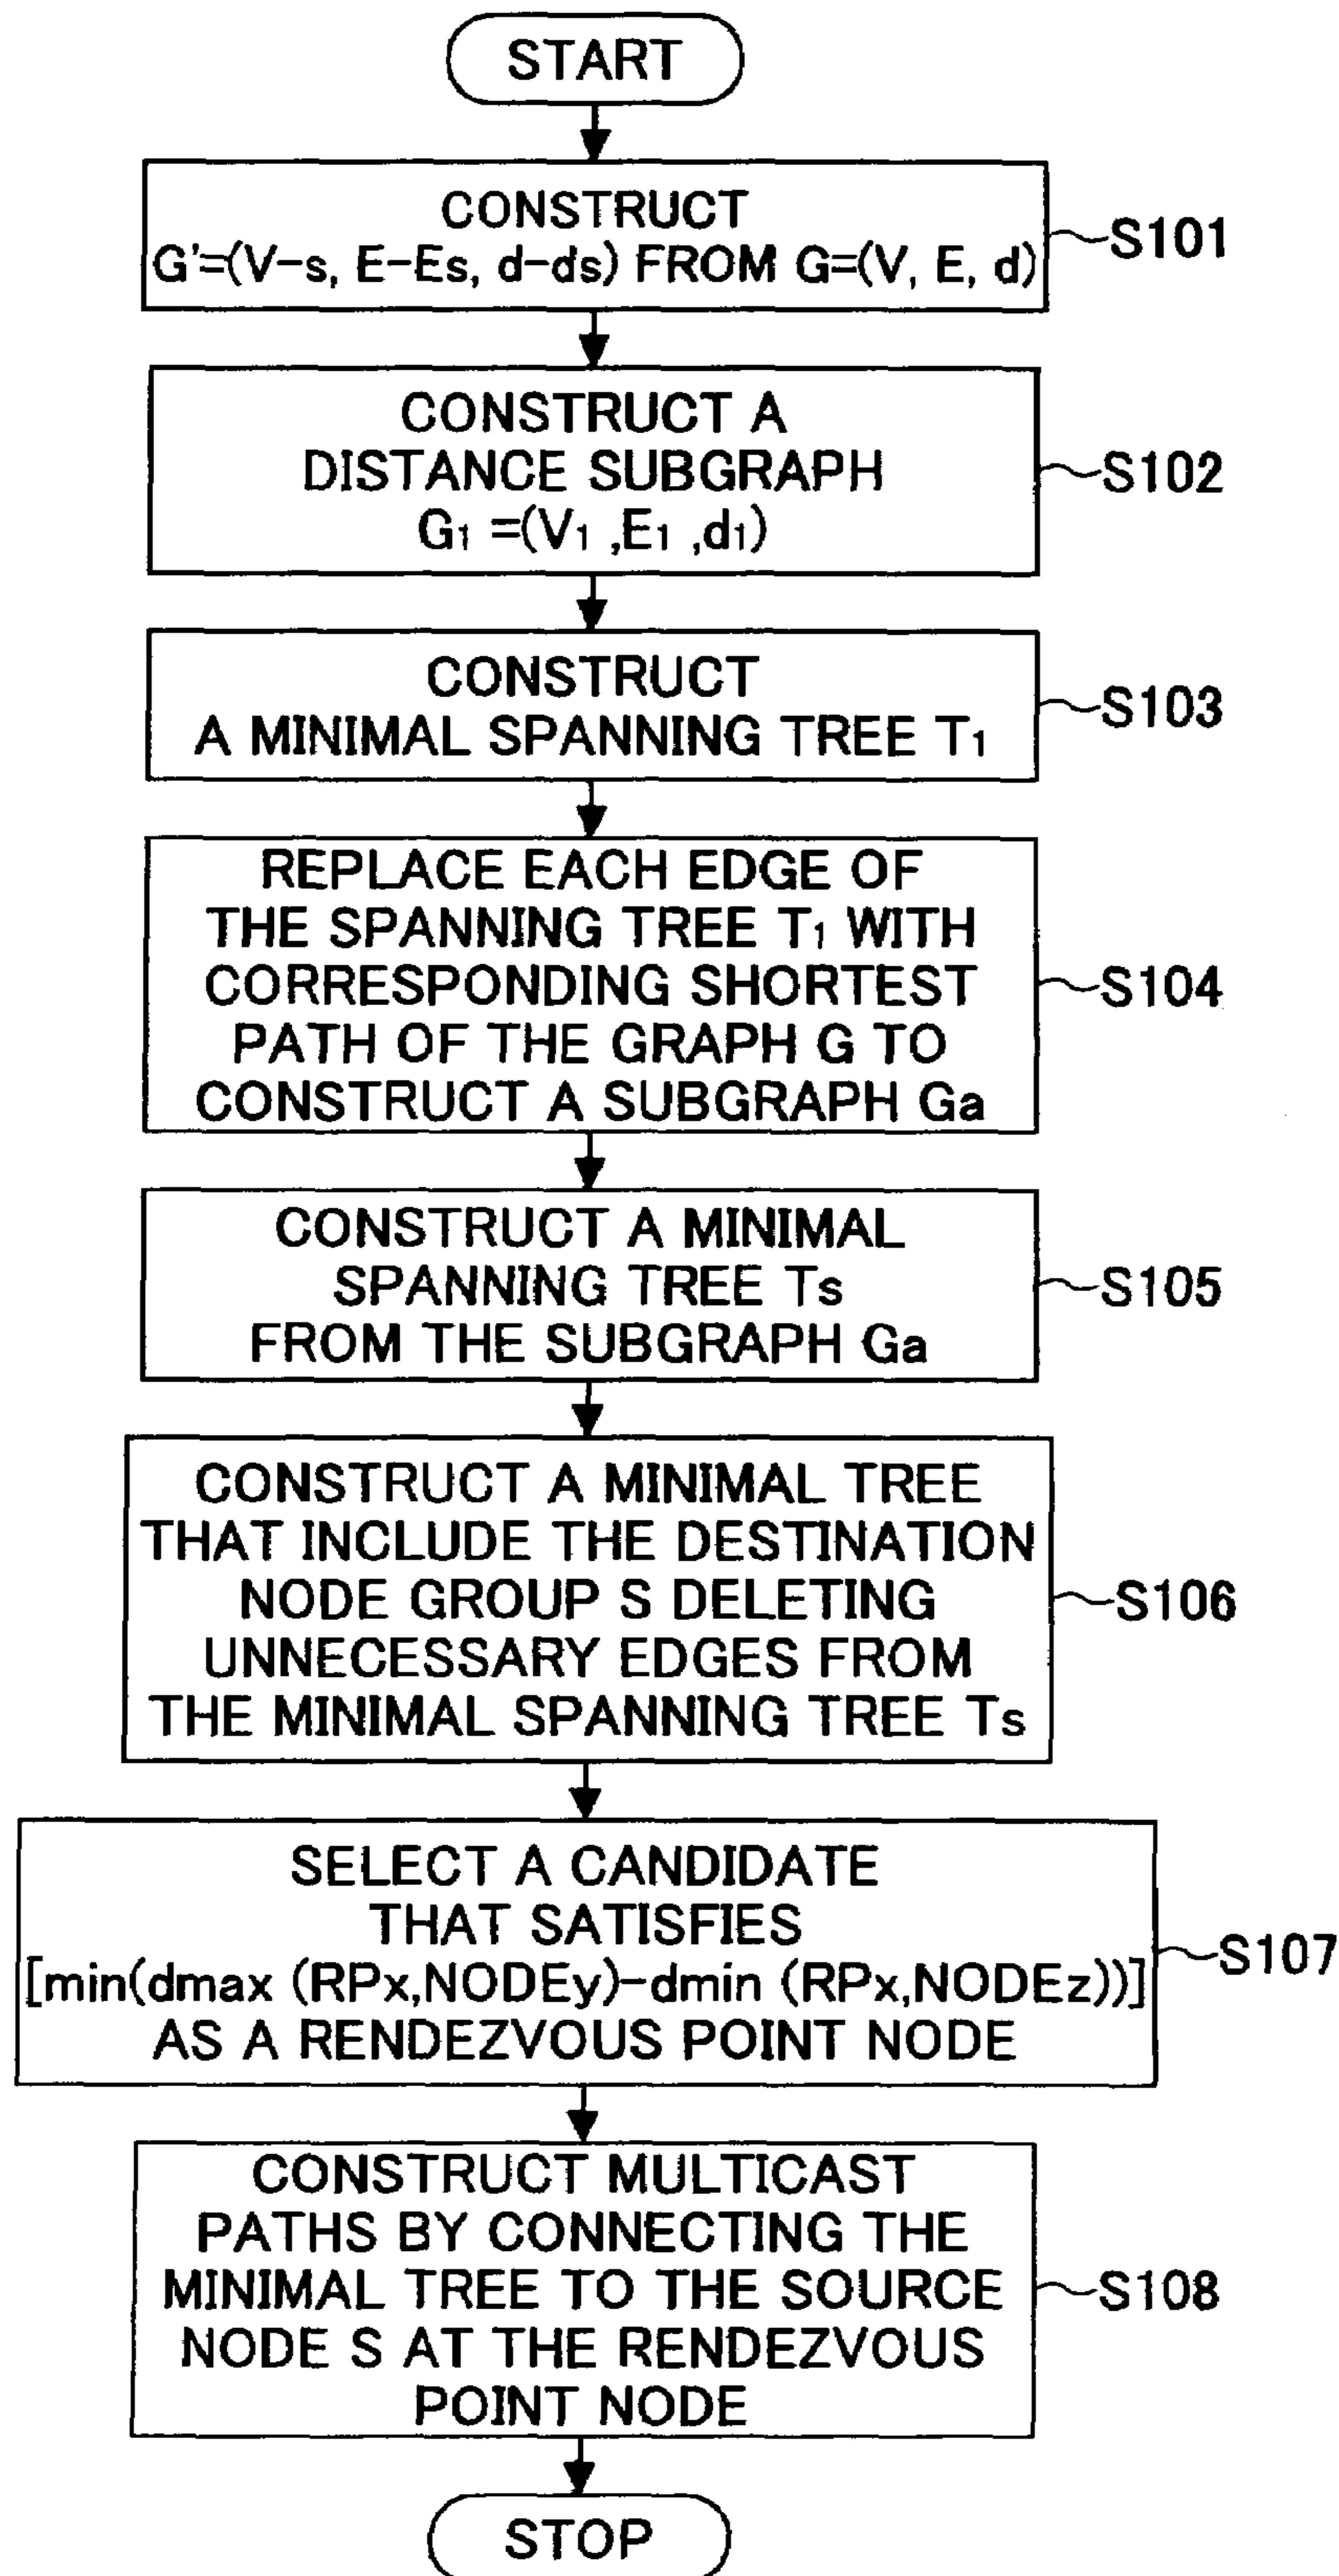 START
CONSTRUCT
G'=(V-s, E-Es, d-ds) FROM G=(V, E, d)
S101
CONSTRUCT A
DISTANCE SUBGRAPH
G1 =(V1 ,E1 ,d1)
S102
CONSTRUCT
A MINIMAL SPANNING TREE T1
S103
REPLACE EACH EDGE OF
THE SPANNING TREE T1 WITH
CORRESPONDING SHORTEST
PATH OF THE GRAPH G TO
CONSTRUCT A SUBGRAPH Ga
S104
CONSTRUCT A MINIMAL
SPANNING TREE Ts
FROM THE SUBGRAPH Ga
S105
CONSTRUCT A MINIMAL TREE
THAT INCLUDE THE DESTINATION
NODE GROUP S DELETING
UNNECESSARY EDGES FROM
THE MINIMAL SPANNING TREE Ts
S106
SELECT A CANDIDATE
THAT SATISFIES
[min(dmax (RPx,NODEy)-dmin (RPx,NODEz))]
AS A RENDEZVOUS POINT NODE
S107
CONSTRUCT MULTICAST
PATHS BY CONNECTING THE
MINIMAL TREE TO THE SOURCE
NODE S AT THE RENDEZVOUS
POINT NODE
S108
STOP